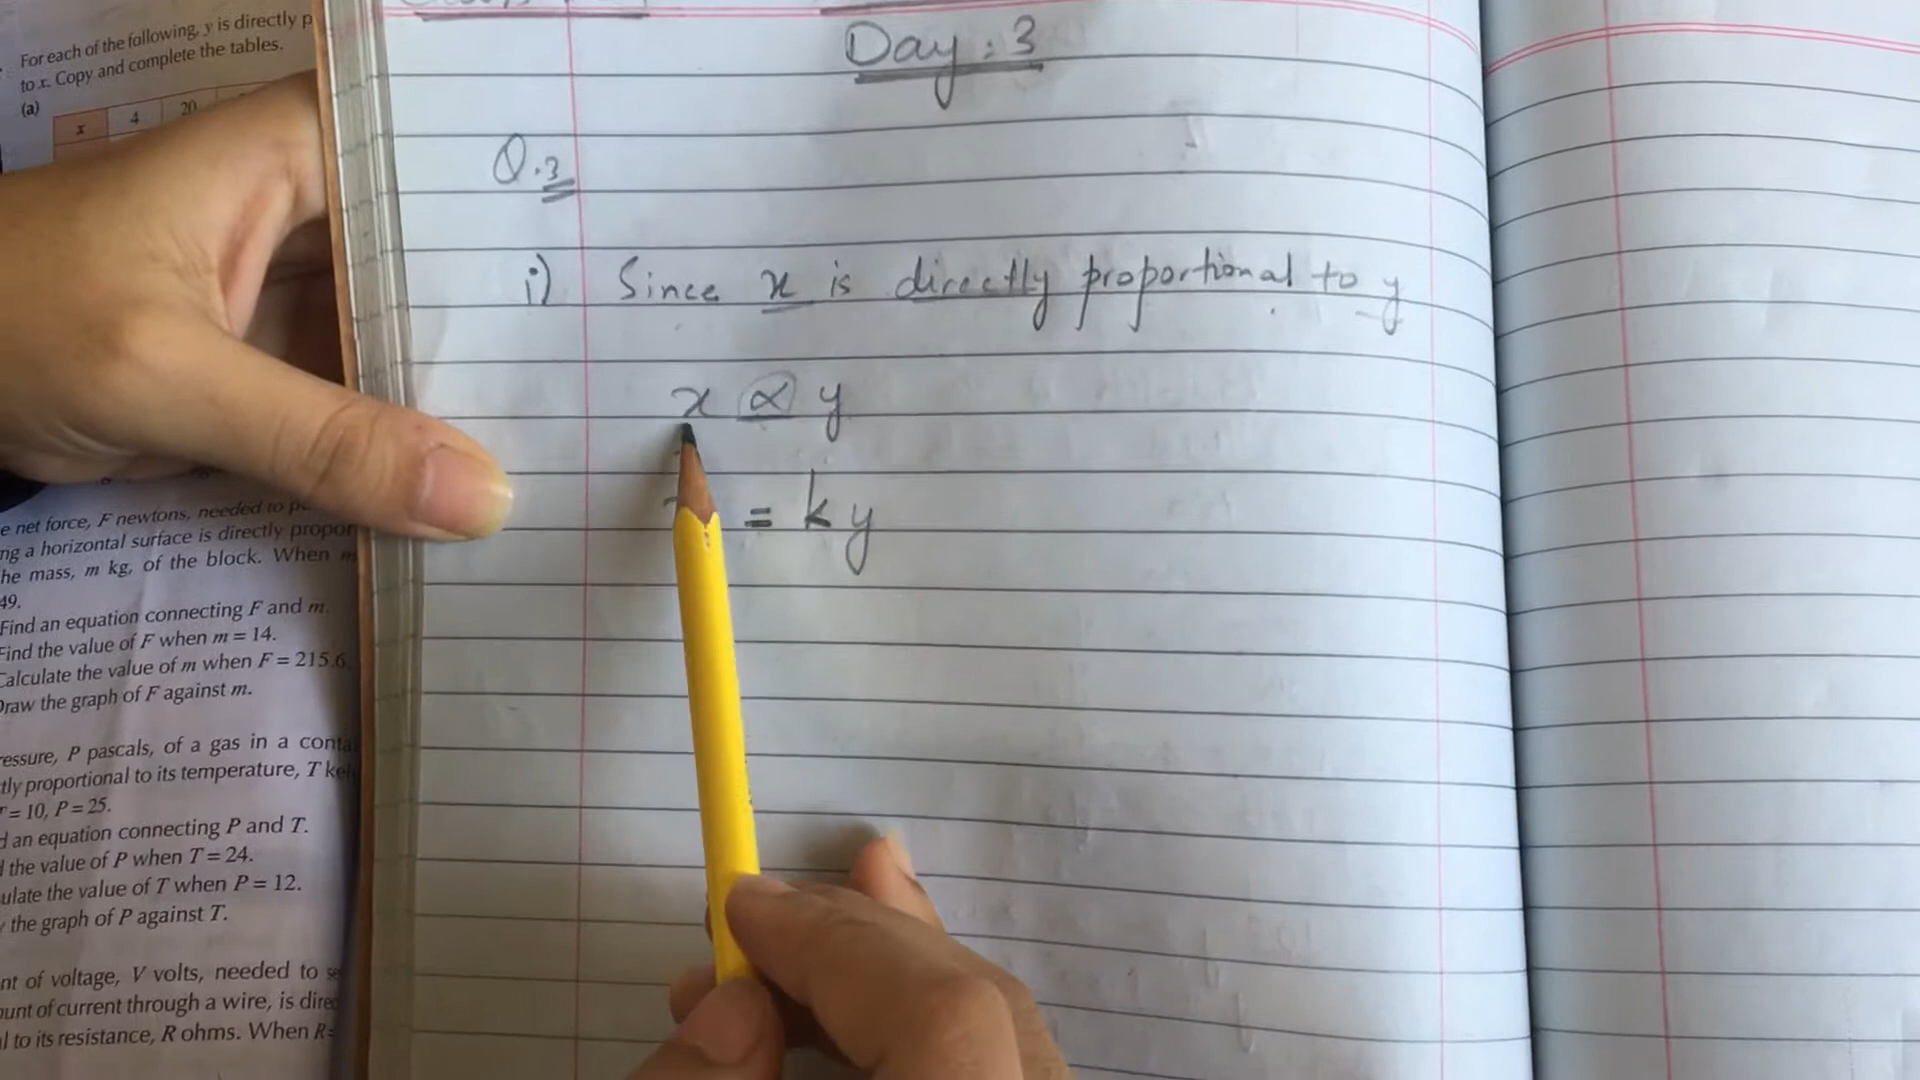 For each of the following, y is directly p
to x. Copy and complete the tables.
(a)
x 4 20
e net force, F newtons, needed to
ng a horizontal surface is directly propor
he mass, m kg, of the block. When m
49.
Find an equation connecting F and m.
Find the value of F when m = 14.
Calculate the value of m when F = 215.6
Draw the graph of F against m.
ressure, P pascals, of a gas in a conta
tly proportional to its temperature, T kel
T = 10, P = 25.
d an equation connecting P and T.
the value of P when T = 24.
ulate the value of T when P = 12.
the graph of P against T.
nt of voltage, V volts, needed to se
ount of current through a wire, is direc
l to its resistance, R ohms. When R =
Day : 3
Q.3
i) Since x is directly proportional to y
x ∝ y
= ky